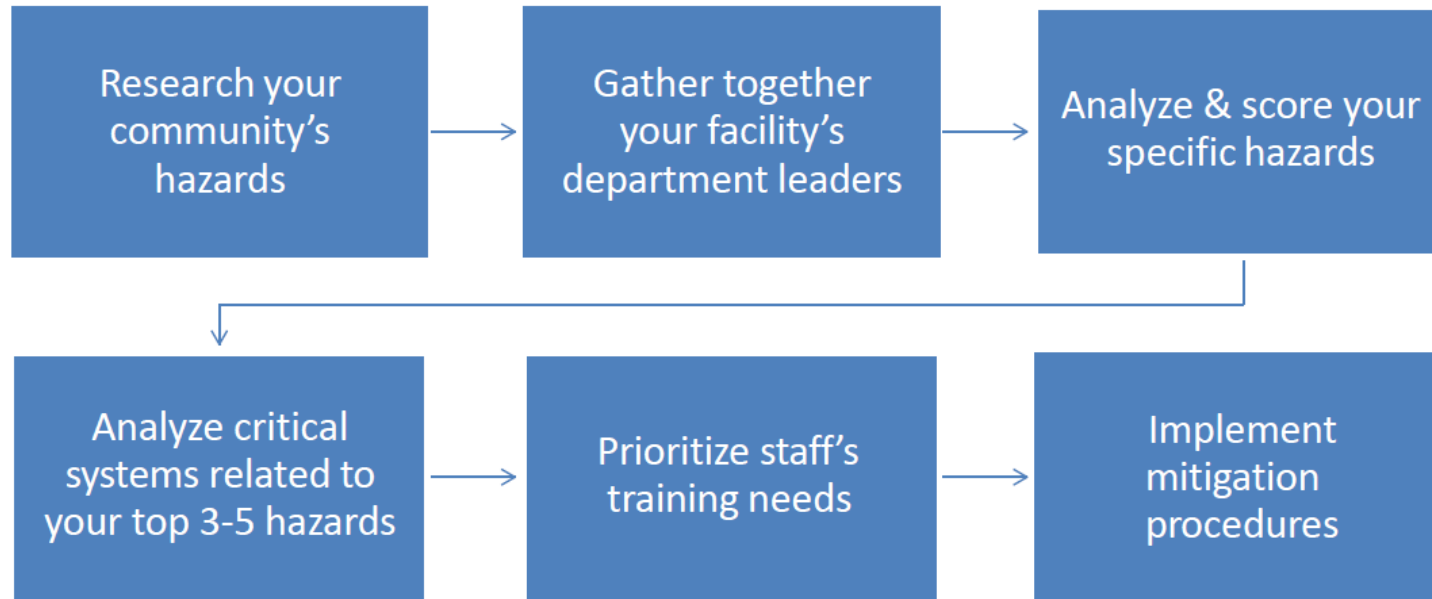 Research your
community’s
hazards
Gather together
your facility’s
department leaders
Analyze & score your
specific hazards
Analyze critical
systems related to
your top 3-5 hazards
Prioritize staff’s
training needs
Implement
mitigation
procedures